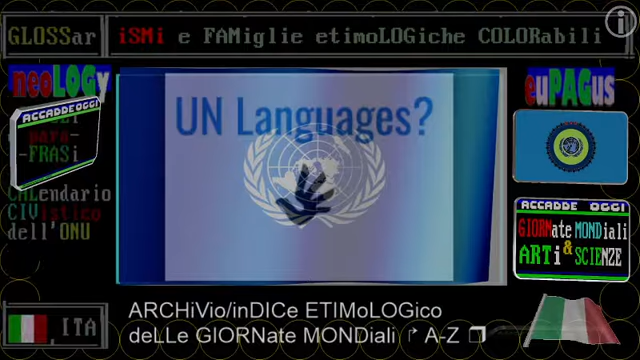 GLOSSar
iSMi e FAMiglie etimoLOGiche COLORabili
neoLOGy
ACCADDE OGGI
para-
-FRASi
CALendario
CIVistico
dell'ONU
UN Languages?
euPAGus
ACCADDE OGGI
GIORNate MONDiali
ARTi & SCIENZE
ITA
ARCHiVio/inDICe ETIMoLOGico
deLLe GIORNate MONDiali ↱ A-Z ❒